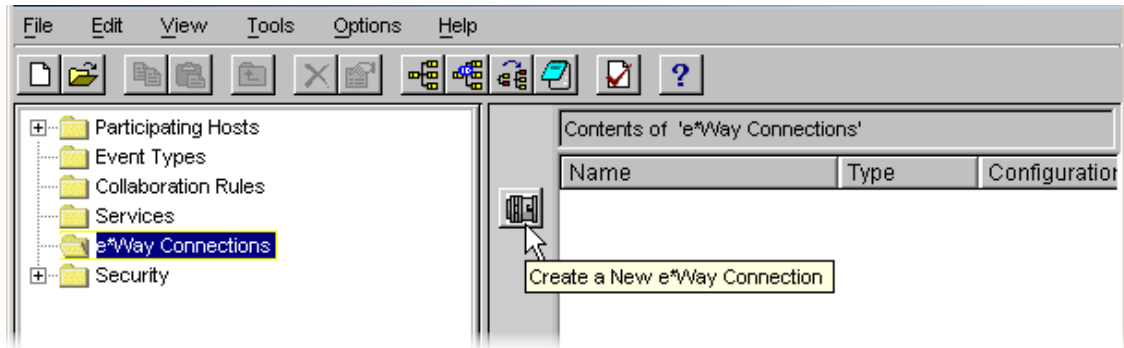 File Edit View Tools Options Help
?
Contents of 'e*Way Connections'
Name Type Configuration
Participating Hosts
Event Types
Collaboration Rules
Services
e*Way Connections
Security
Create a New e*Way Connection